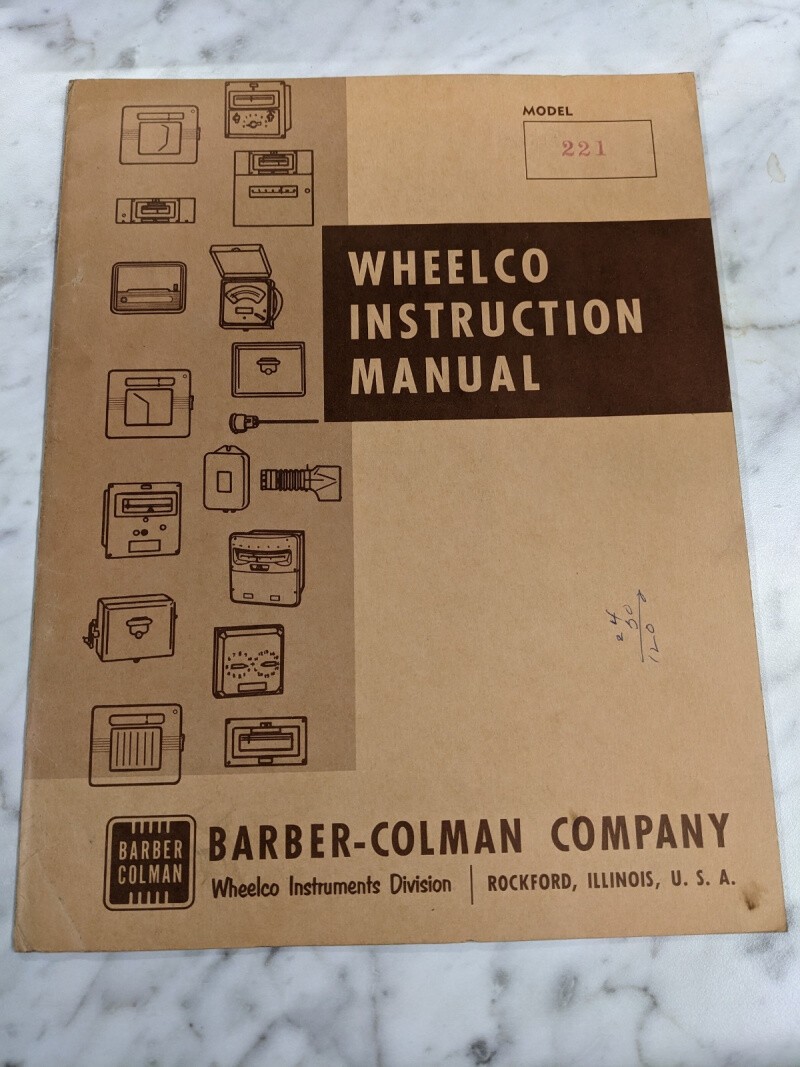 MODEL
221
WHEELCO
INSTRUCTION
MANUAL
BARBER
COLMAN
BARBER-COLMAN COMPANY
Wheelco Instruments Division
ROCKFORD, ILLINOIS, U. S. A.